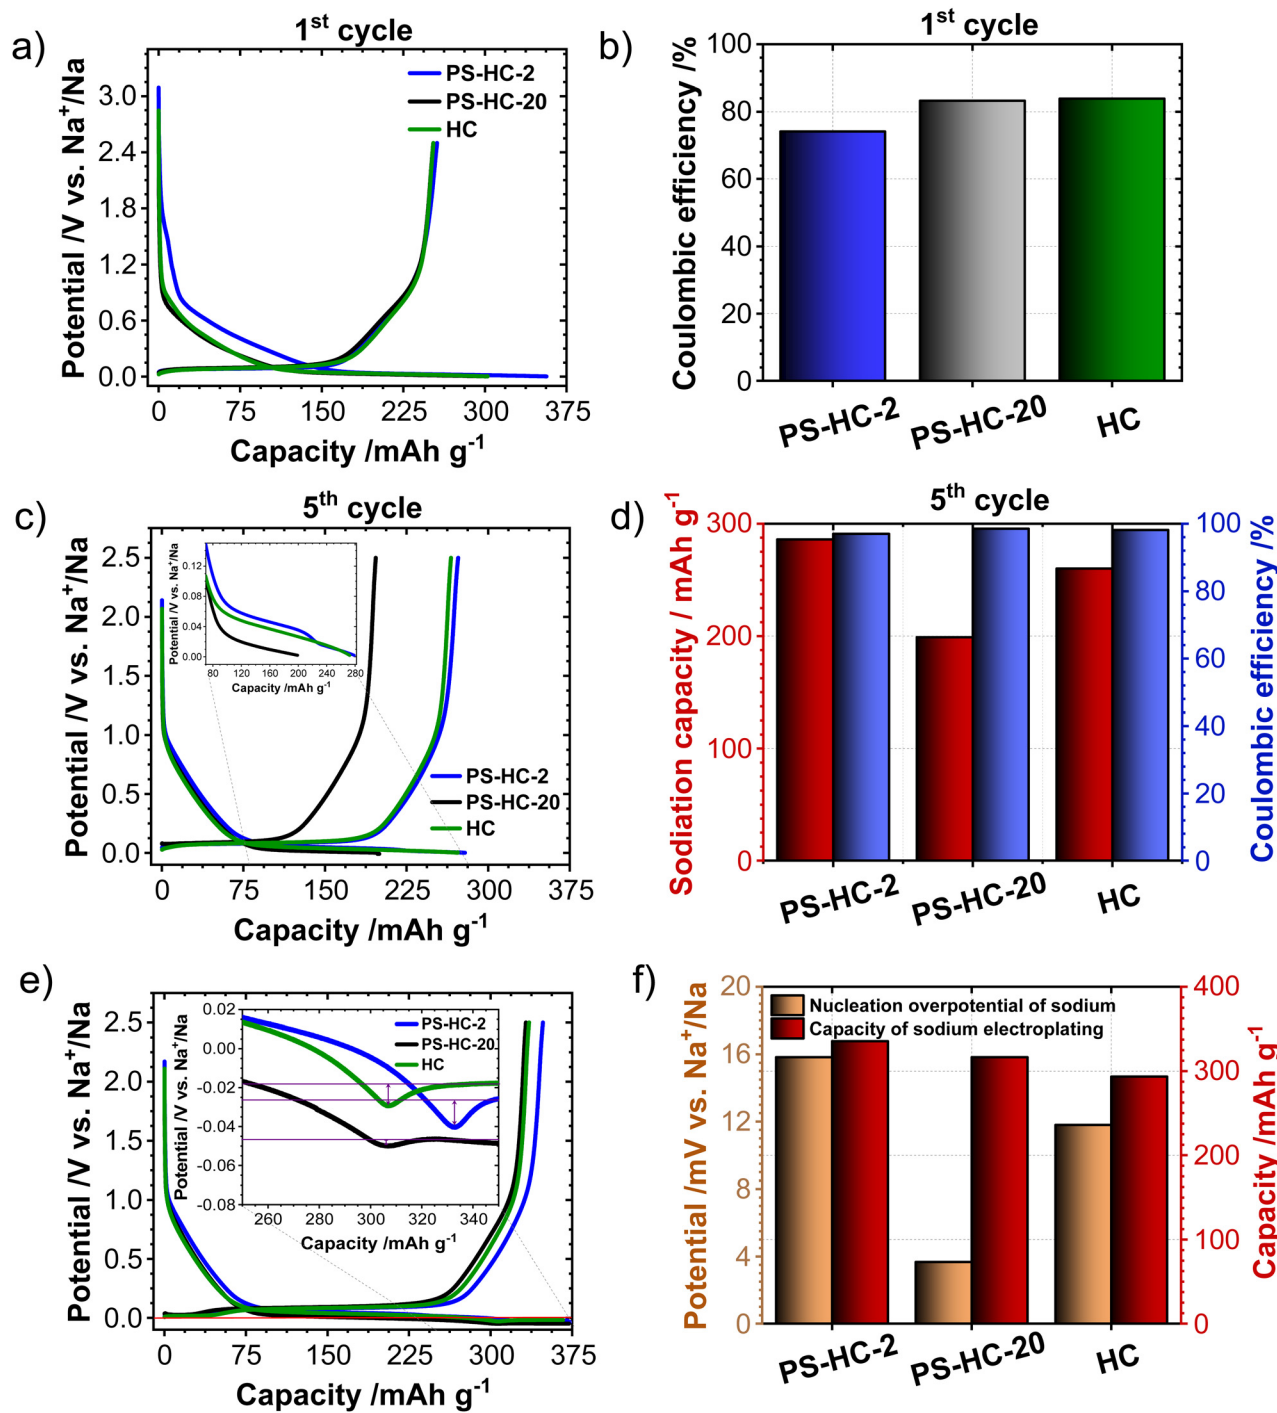 a)
1st cycle
Potential /V vs. Na+/Na
3.0
2.4
1.8
1.2
0.6
0.0
PS-HC-2
PS-HC-20
HC
0 75 150 225 300 375
Capacity /mAh g-1
b)
1st cycle
Coulombic efficiency /%
100
80
60
40
20
0
PS-HC-2 PS-HC-20 HC
c)
5th cycle
Potential /V vs. Na+/Na
2.5
2.0
1.5
1.0
0.5
0.0
Potential /V vs. Na+/Na
0.12
0.08
0.04
0.00
80 120 160 200 240 280
Capacity /mAh g-1
PS-HC-2
PS-HC-20
HC
0 75 150 225 300 375
Capacity /mAh g-1
d)
5th cycle
Sodiation capacity / mAh g-1
300
200
100
0
100
80
60
40
20
0
Coulombic efficiency /%
PS-HC-2 PS-HC-20 HC
e)
Potential /V vs. Na+/Na
2.5
2.0
1.5
1.0
0.5
0.0
Potential /V vs. Na+/Na
0.02
0.00
-0.02
-0.04
-0.06
-0.08
PS-HC-2
PS-HC-20
HC
260 280 300 320 340
Capacity /mAh g-1
0 75 150 225 300 375
Capacity /mAh g-1
f)
Potential /mV vs. Na+/Na
20
16
12
8
4
0
Nucleation overpotential of sodium
Capacity of sodium electroplating
400
300
200
100
0
Capacity /mAh g-1
PS-HC-2 PS-HC-20 HC